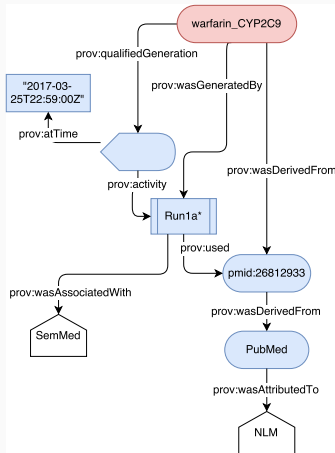 warfarin_CYP2C9
prov:qualifiedGeneration
prov:wasGeneratedBy
"2017-03-
25T22:59:00Z"
prov:atTime
prov:wasDerivedFrom
prov:activity
Run1a*
prov:used
pmid:26812933
prov:wasAssociatedWith
prov:wasDerivedFrom
SemMed
PubMed
prov:wasAttributedTo
NLM